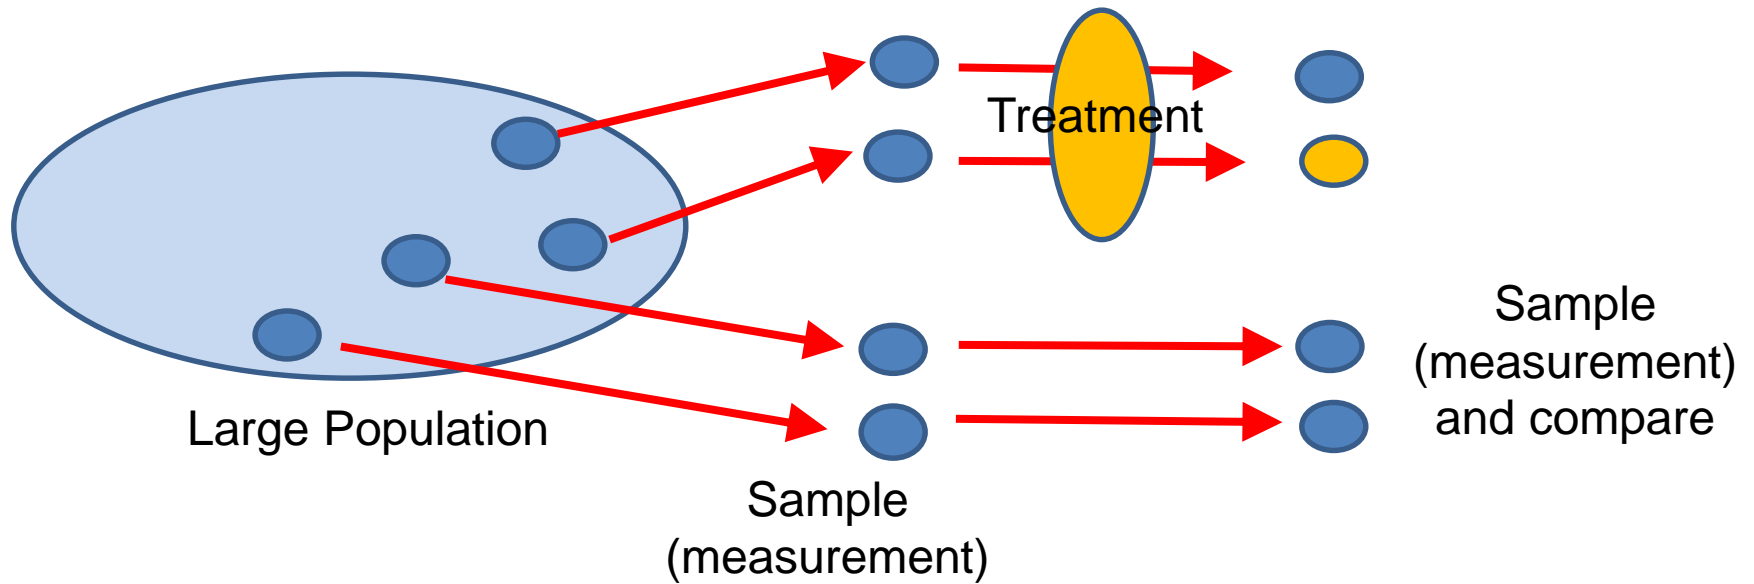 Treatment
Large Population
Sample
(measurement)
Sample
(measurement)
and compare